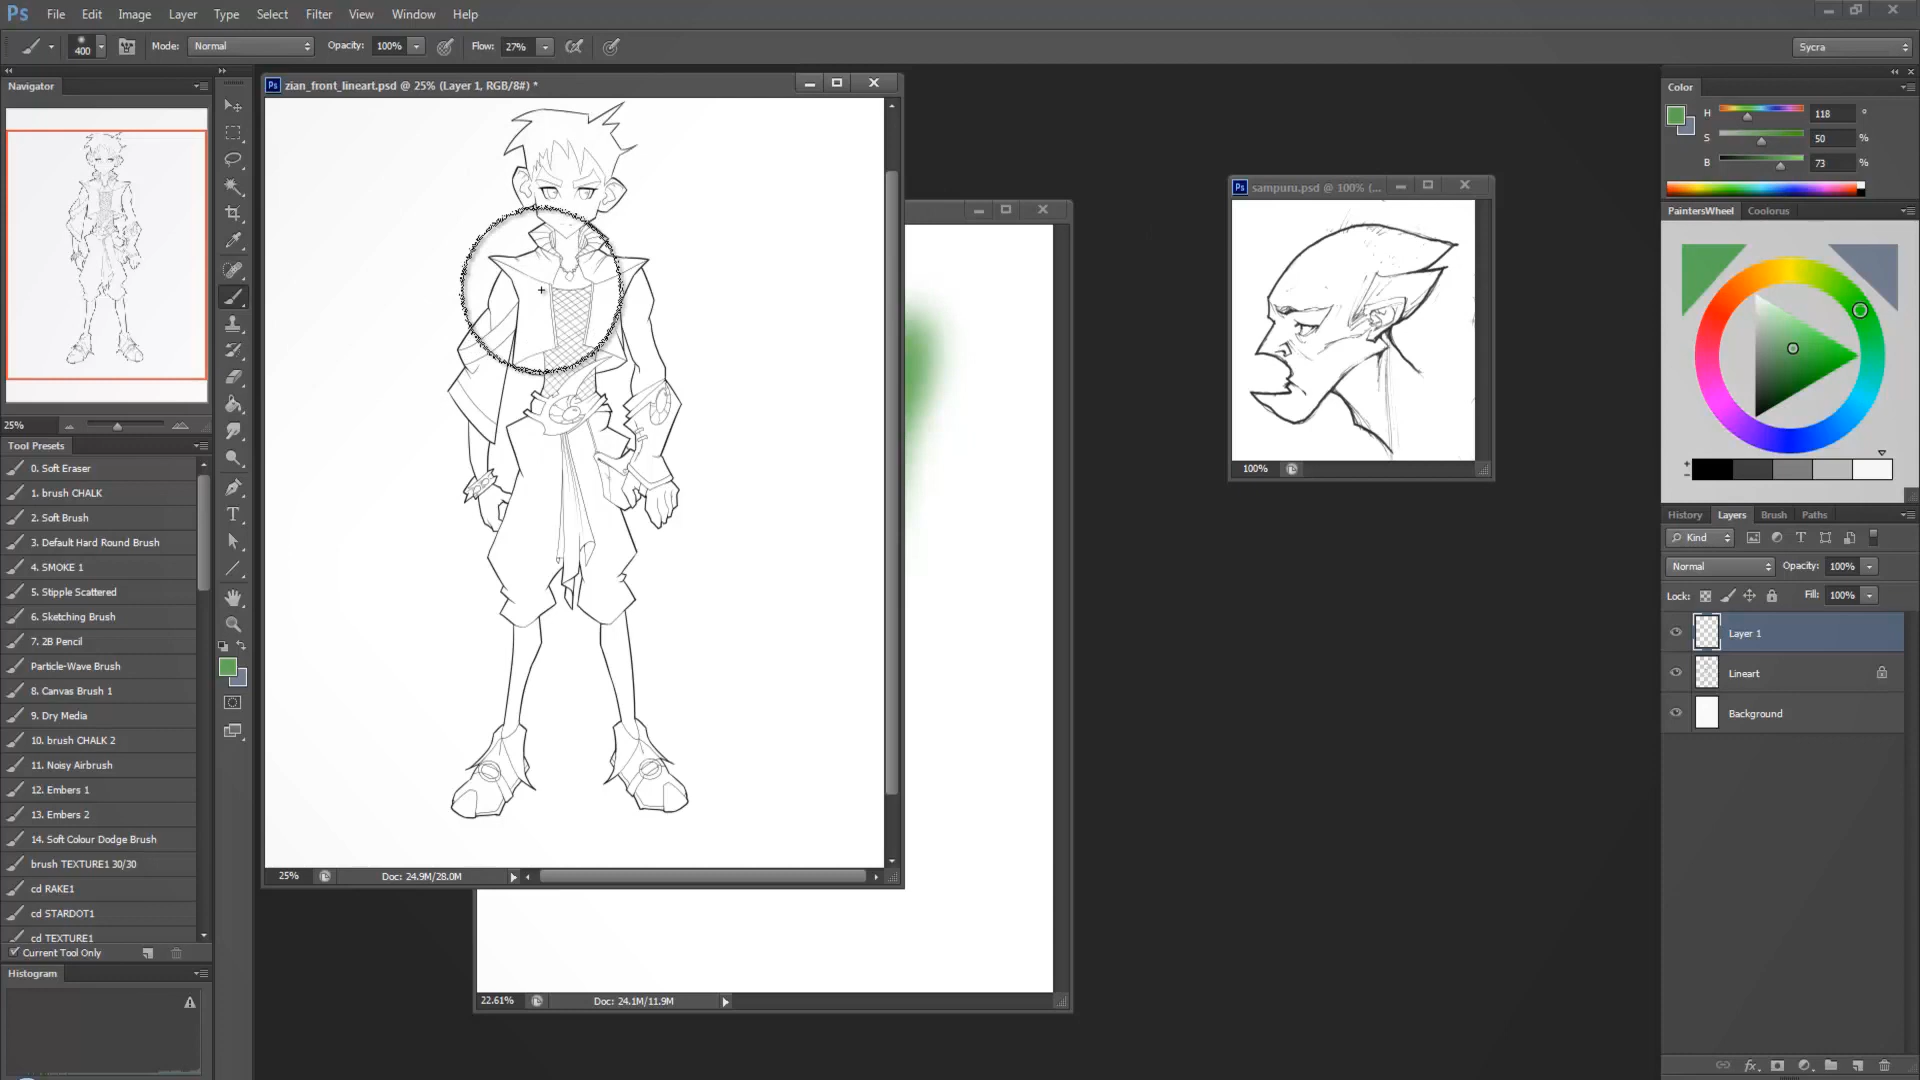 Ps File Edit Image Layer Type Select Filter View Window Help
400 Mode: Normal Opacity: 100% Flow: 27% Sycra
Navigator
25%
Tool Presets
0. Soft Eraser
1. brush CHALK
2. Soft Brush
3. Default Hard Round Brush
4. SMOKE 1
5. Stipple Scattered
6. Sketching Brush
7. 2B Pencil
Particle-Wave Brush
8. Canvas Brush 1
9. Dry Media
10. brush CHALK 2
11. Noisy Airbrush
12. Embers 1
13. Embers 2
14. Soft Colour Dodge Brush
brush TEXTURE1 30/30
cd RAKE1
cd STARDOT1
cd TEXTURE1
Current Tool Only
Histogram
Ps zian_front_lineart.psd @ 25% (Layer 1, RGB/8#) *
25% Doc: 24.9M/28.0M
22.61% Doc: 24.1M/11.9M
Ps sampuru.psd @ 100% (...
100%
Color
H 118 °
S 50 %
B 73 %
PaintersWheel Coolorus
History Layers Brush Paths
Kind
Normal Opacity: 100%
Lock: Fill: 100%
Layer 1
Lineart
Background